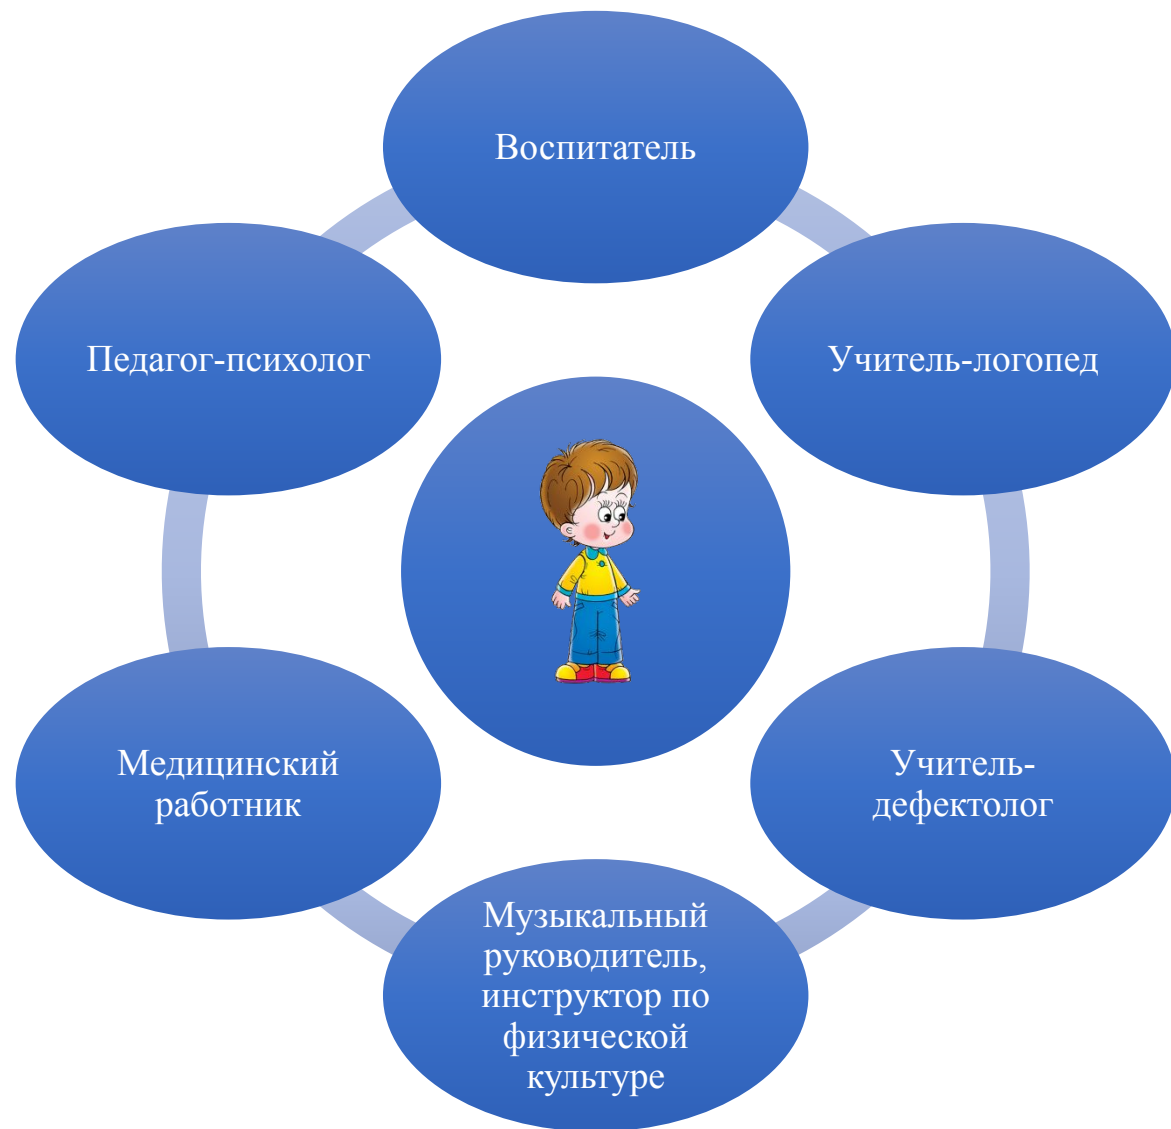 Воспитатель
Педагог-психолог
Учитель-логопед
Медицинский
работник
Учитель-
дефектолог
Музыкальный
руководитель,
инструктор по
физической
культуре